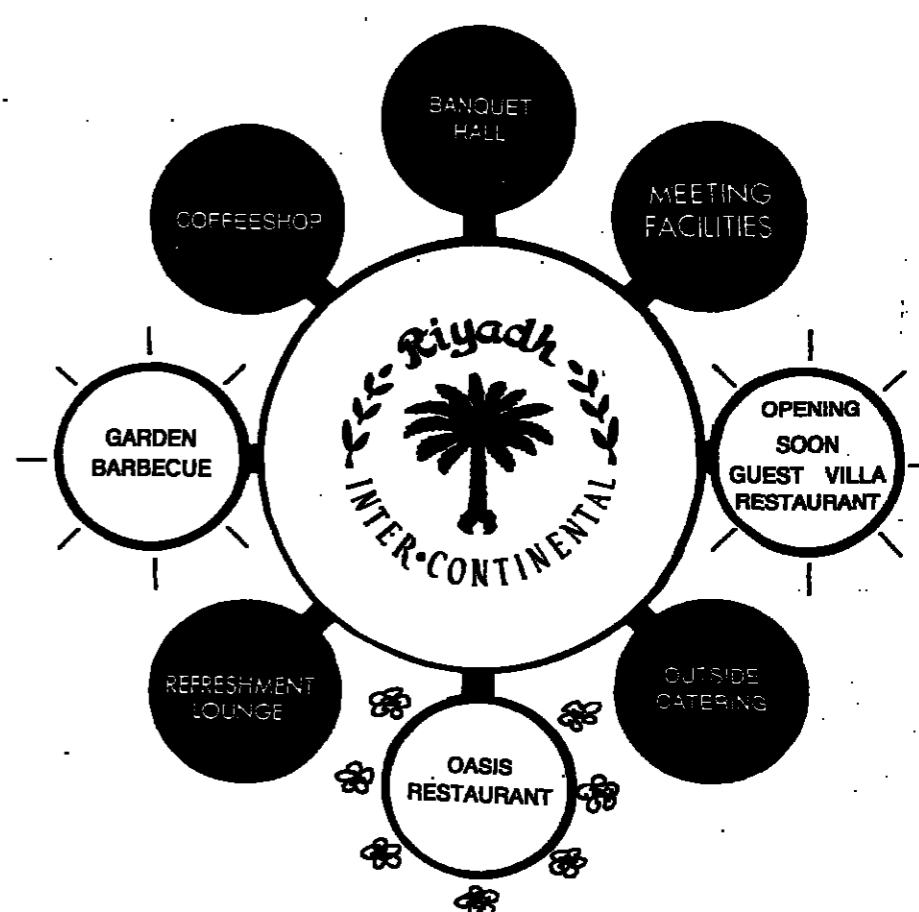 BANQUET
HALL
COFFEESHOP
MEETING
FACILITIES
Riyadh
INTER•CONTINENTAL
GARDEN
BARBECUE
OPENING
SOON
GUEST VILLA
RESTAURANT
REFRESHMENT
LOUNGE
OUTSIDE
CATERING
OASIS
RESTAURANT